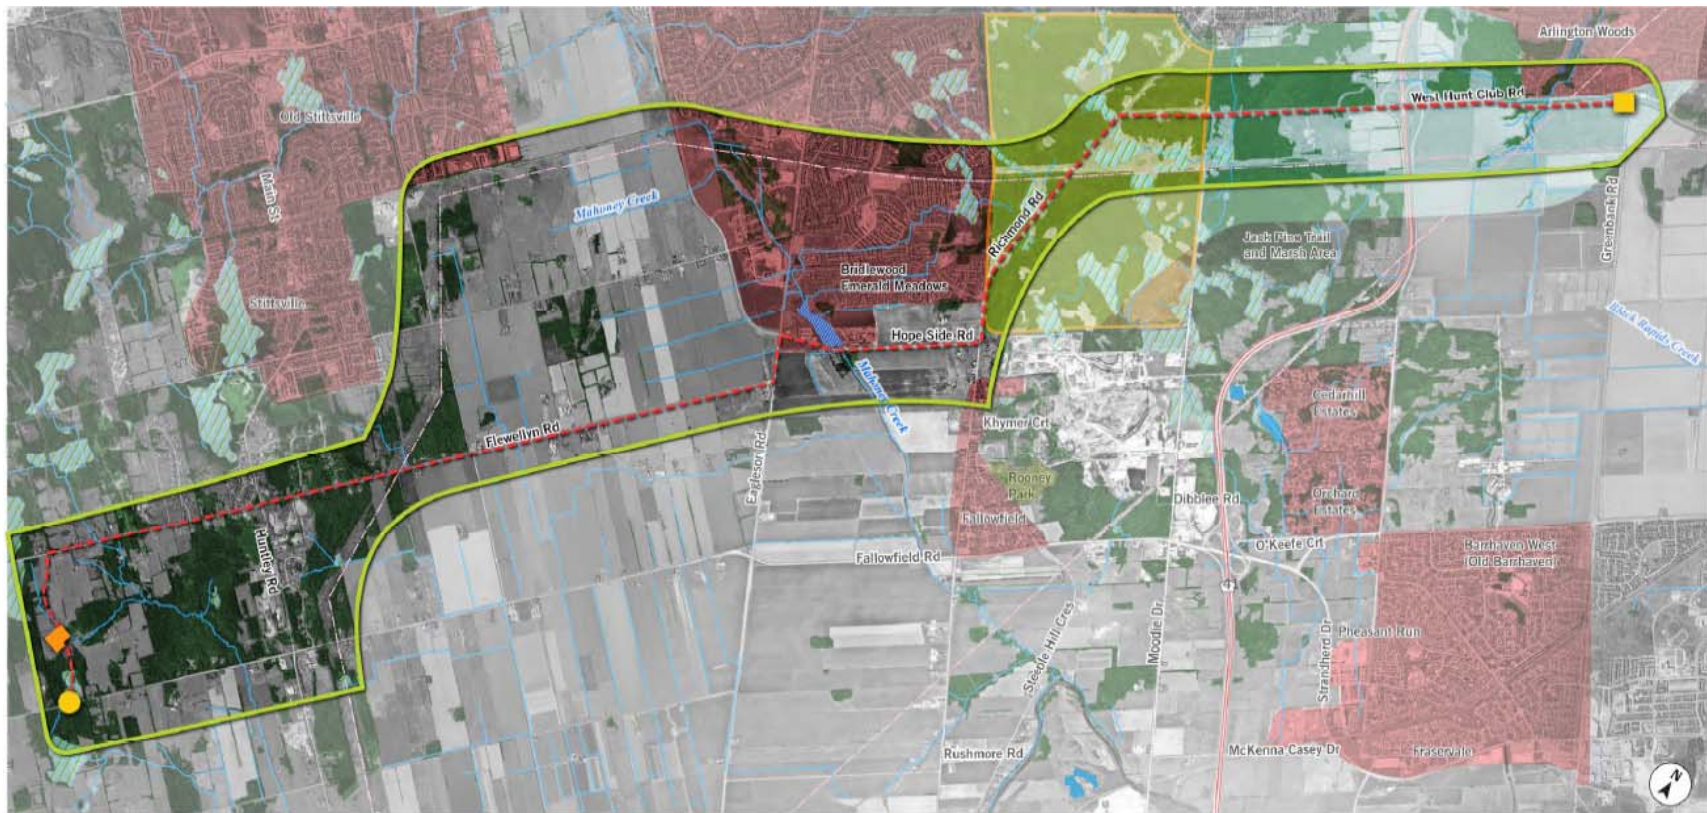 Arlington Woods
West Hunt Club Rd
Old Stittsville
Main St
Mahoney Creek
Richmond Rd
Greenbank Rd
Jack Pine Trail
and Marsh Area
Bridlewood
Emerald Meadows
Stittsville
Black Rapids Creek
Hope Side Rd
Mahoney Creek
Cedarhill
Estates
Khymer Crt
Flewellyn Rd
Eagleson Rd
Rooney
Park
Dibblee Rd
Orchard
Estates
Fallowfield
Huntley Rd
Fallowfield Rd
O'Keefe Crt
Barrhaven West
(Old Barrhaven)
Steeple Hill Cres
Moodie Dr
Strandherd Dr
Pheasant Run
Rushmore Rd
McKenna Casey Dr
Fraservale
N